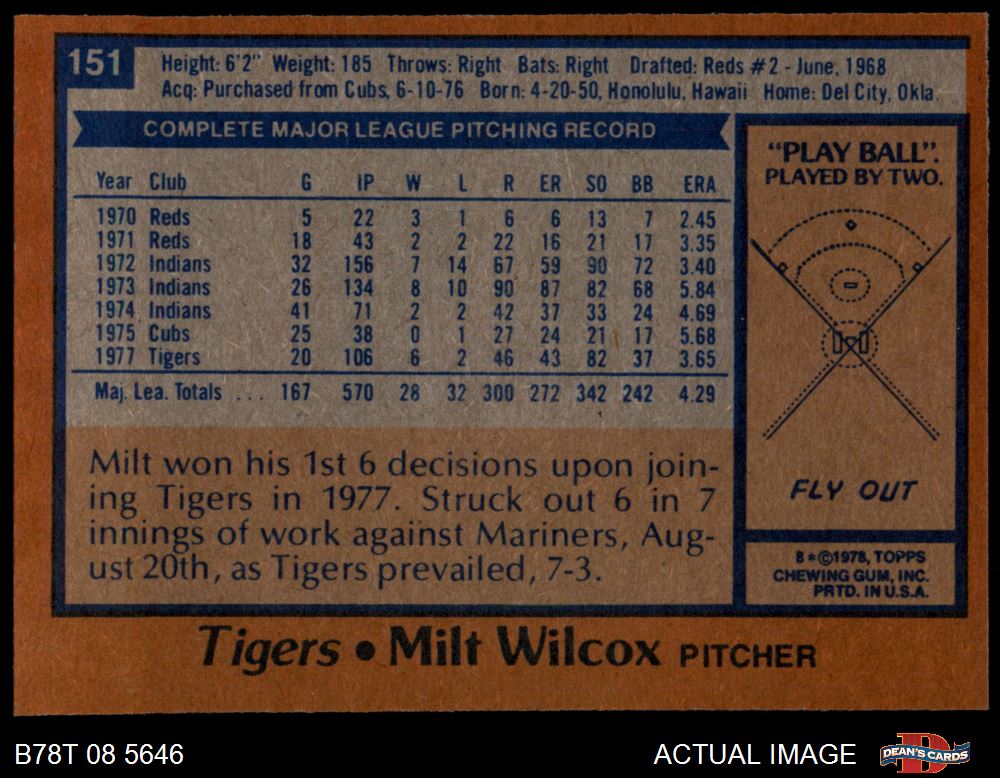 151
Height: 6'2" Weight: 185 Throws: Right Bats: Right Drafted: Reds #2 - June, 1968
Acq: Purchased from Cubs, 6-10-76 Born: 4-20-50, Honolulu, Hawaii Home: Del City, Okla.
COMPLETE MAJOR LEAGUE PITCHING RECORD
Year Club G IP W L R ER SO BB ERA
1970 Reds 5 22 3 1 6 6 13 7 2.45
1971 Reds 18 43 2 2 22 16 21 17 3.35
1972 Indians 32 156 7 14 67 59 90 72 3.40
1973 Indians 26 134 8 10 90 87 82 68 5.84
1974 Indians 41 71 2 2 42 37 33 24 4.69
1975 Cubs 25 38 0 1 27 24 21 17 5.68
1977 Tigers 20 106 6 2 46 43 82 37 3.65
Maj. Lea. Totals ... 167 570 28 32 300 272 342 242 4.29
Milt won his 1st 6 decisions upon join-
ing Tigers in 1977. Struck out 6 in 7
innings of work against Mariners, Aug-
ust 20th, as Tigers prevailed, 7-3.
"PLAY BALL".
PLAYED BY TWO.
FLY OUT
8*©1978, TOPPS
CHEWING GUM, INC.
PRTD. IN U.S.A.
Tigers • Milt Wilcox PITCHER
B78T 08 5646
ACTUAL IMAGE
DEAN'S CARDS